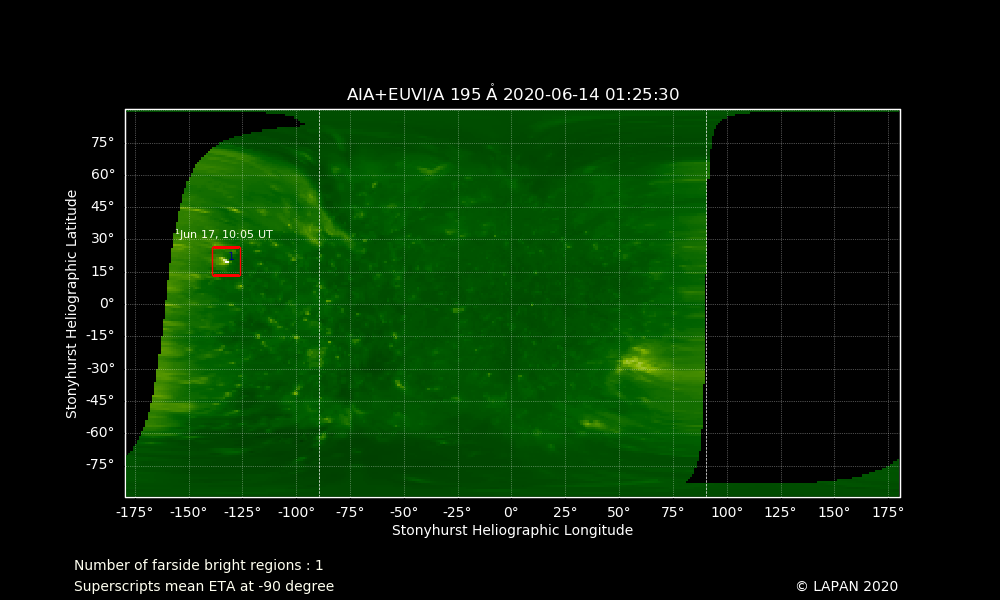 AIA+EUVI/A 195 Å 2020-06-14 01:25:30
Stonyhurst Heliographic Latitude
75°
60°
45°
30°
15°
0°
-15°
-30°
-45°
-60°
-75°
¹Jun 17, 10:05 UT
-175° -150° -125° -100° -75° -50° -25° 0° 25° 50° 75° 100° 125° 150° 175°
Stonyhurst Heliographic Longitude
Number of farside bright regions : 1
Superscripts mean ETA at -90 degree
© LAPAN 2020